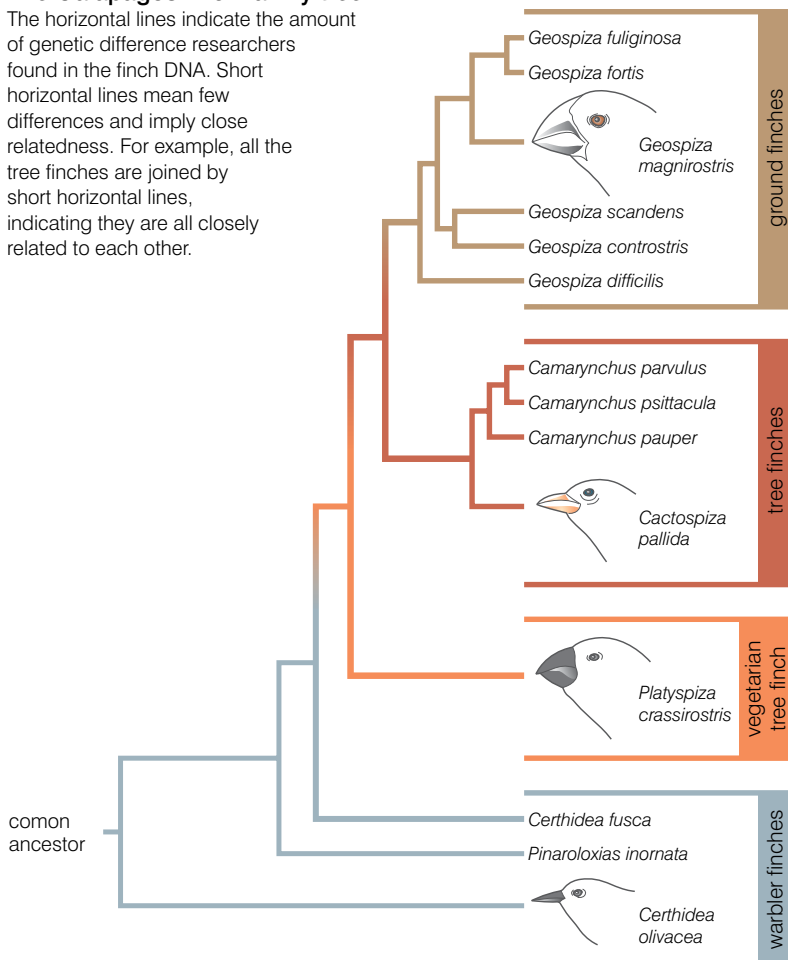 The horizontal lines indicate the amount
of genetic difference researchers
found in the finch DNA. Short
horizontal lines mean few
differences and imply close
relatedness. For example, all the
tree finches are joined by
short horizontal lines,
indicating they are all closely
related to each other.
Geospiza fuliginosa
Geospiza fortis
Geospiza
magnirostris
Geospiza scandens
Geospiza controstris
Geospiza difficilis
ground finches
Camarynchus parvulus
Camarynchus psittacula
Camarynchus pauper
Cactospiza
pallida
tree finches
Platyspiza
crassirostris
vegetarian
tree finch
comon
ancestor
Certhidea fusca
Pinaroloxias inornata
Certhidea
olivacea
warbler finches